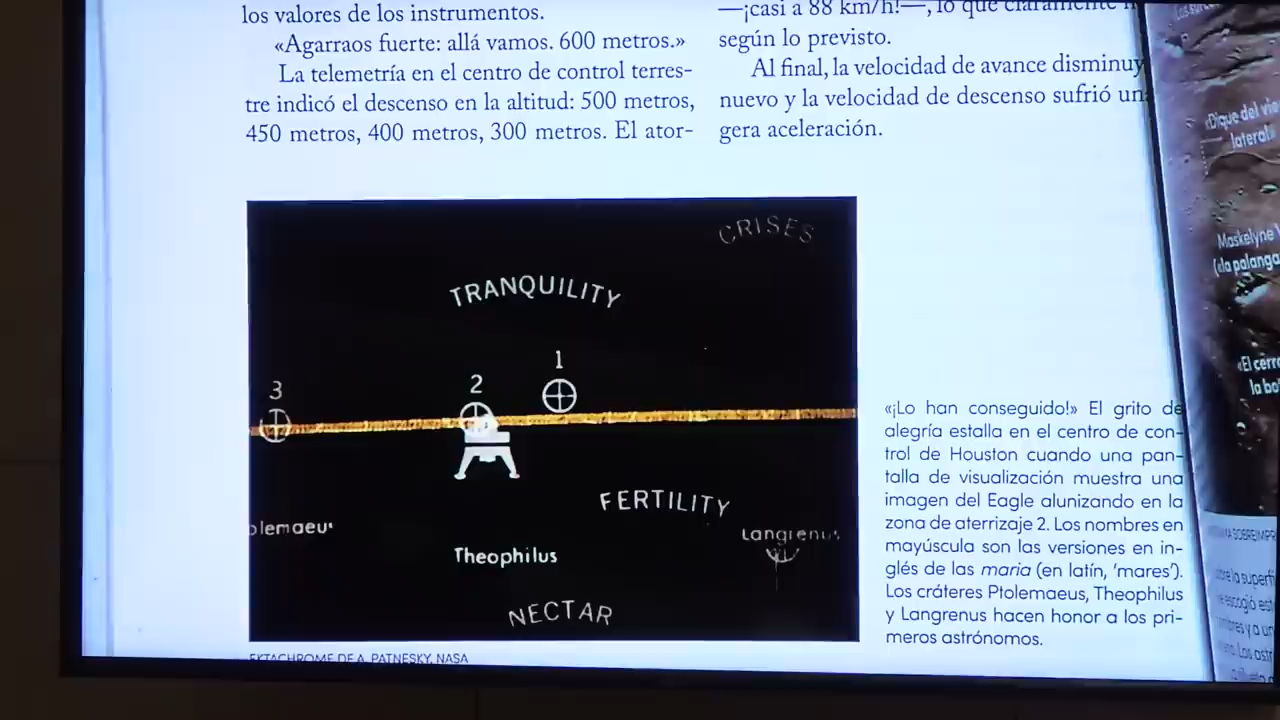 los valores de los instrumentos.
«Agarraos fuerte: allá vamos. 600 metros.»
La telemetría en el centro de control terres-
tre indicó el descenso en la altitud: 500 metros,
450 metros, 400 metros, 300 metros. El ator-
—¡casi a 88 km/h!—, lo que claramente
según lo previsto.
Al final, la velocidad de avance disminuy
nuevo y la velocidad de descenso sufrió un
gera aceleración.
CRISES
TRANQUILITY
1
2
3
FERTILITY
olemaeus
Langrenus
Theophilus
NECTAR
EKTACHROME DE A. PATNESKY, NASA
«¡Lo han conseguido!» El grito de
alegría estalla en el centro de con-
trol de Houston cuando una pan-
talla de visualización muestra una
imagen del Eagle alunizando en la
zona de aterrizaje 2. Los nombres en
mayúscula son las versiones en in-
glés de las maria (en latín, ‘mares’).
Los cráteres Ptolemaeus, Theophilus
y Langrenus hacen honor a los pri-
meros astrónomos.
«Dique del
lateral»
Maskelyne
(«la palanga
«El cerro
la bo